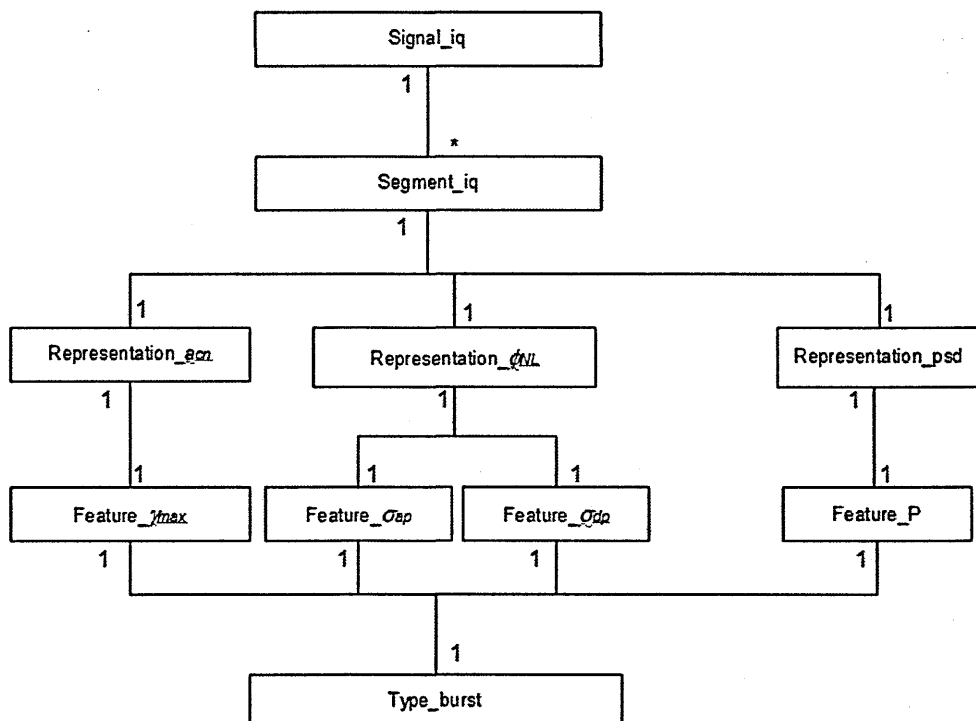 Signal_iq
1
*
Segment_iq
1
1 1 1
Representation_acn Representation_ϕNL Representation_psd
1 1 1
1 1 1 1
Feature_γmax Feature_σap Feature_σdp Feature_P
1 1 1 1
1
Type_burst